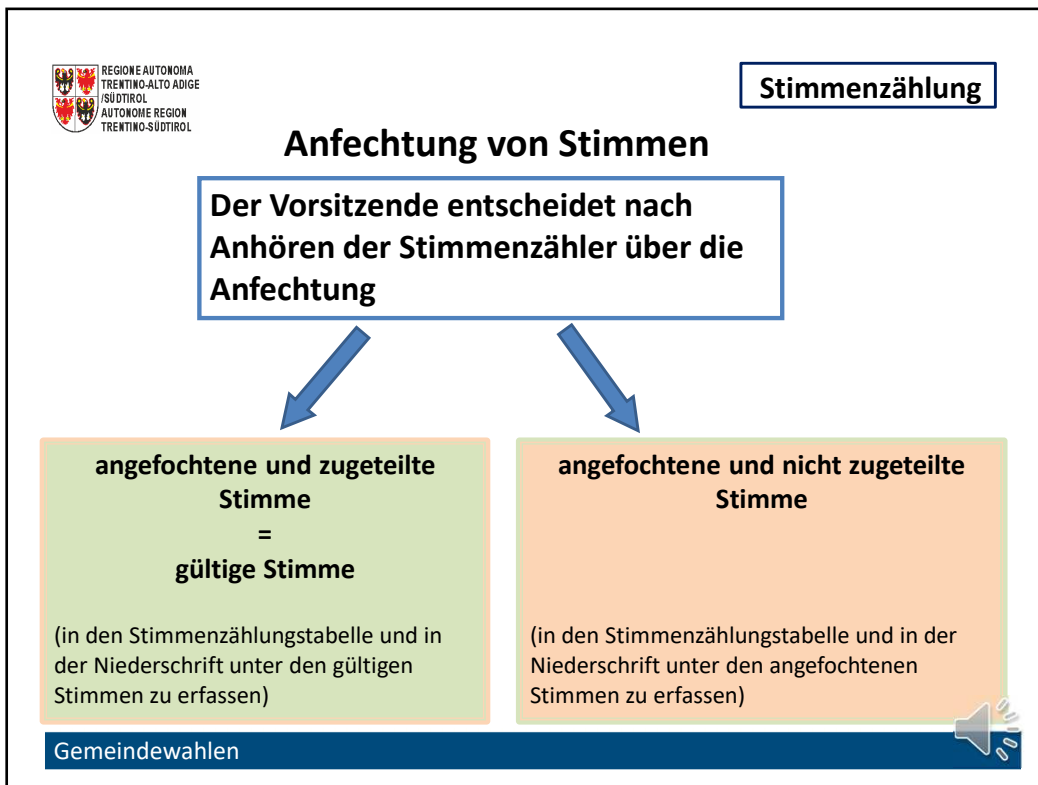 REGIONE AUTONOMA
TRENTINO-ALTO ADIGE
/SÜDTIROL
AUTONOME REGION
TRENTINO-SÜDTIROL
Stimmenzählung
Anfechtung von Stimmen
Der Vorsitzende entscheidet nach
Anhören der Stimmenzähler über die
Anfechtung
angefochtene und zugeteilte
Stimme
=
gültige Stimme
(in den Stimmenzählungstabelle und in
der Niederschrift unter den gültigen
Stimmen zu erfassen)
angefochtene und nicht zugeteilte
Stimme
(in den Stimmenzählungstabelle und in der
Niederschrift unter den angefochtenen
Stimmen zu erfassen)
Gemeindewahlen